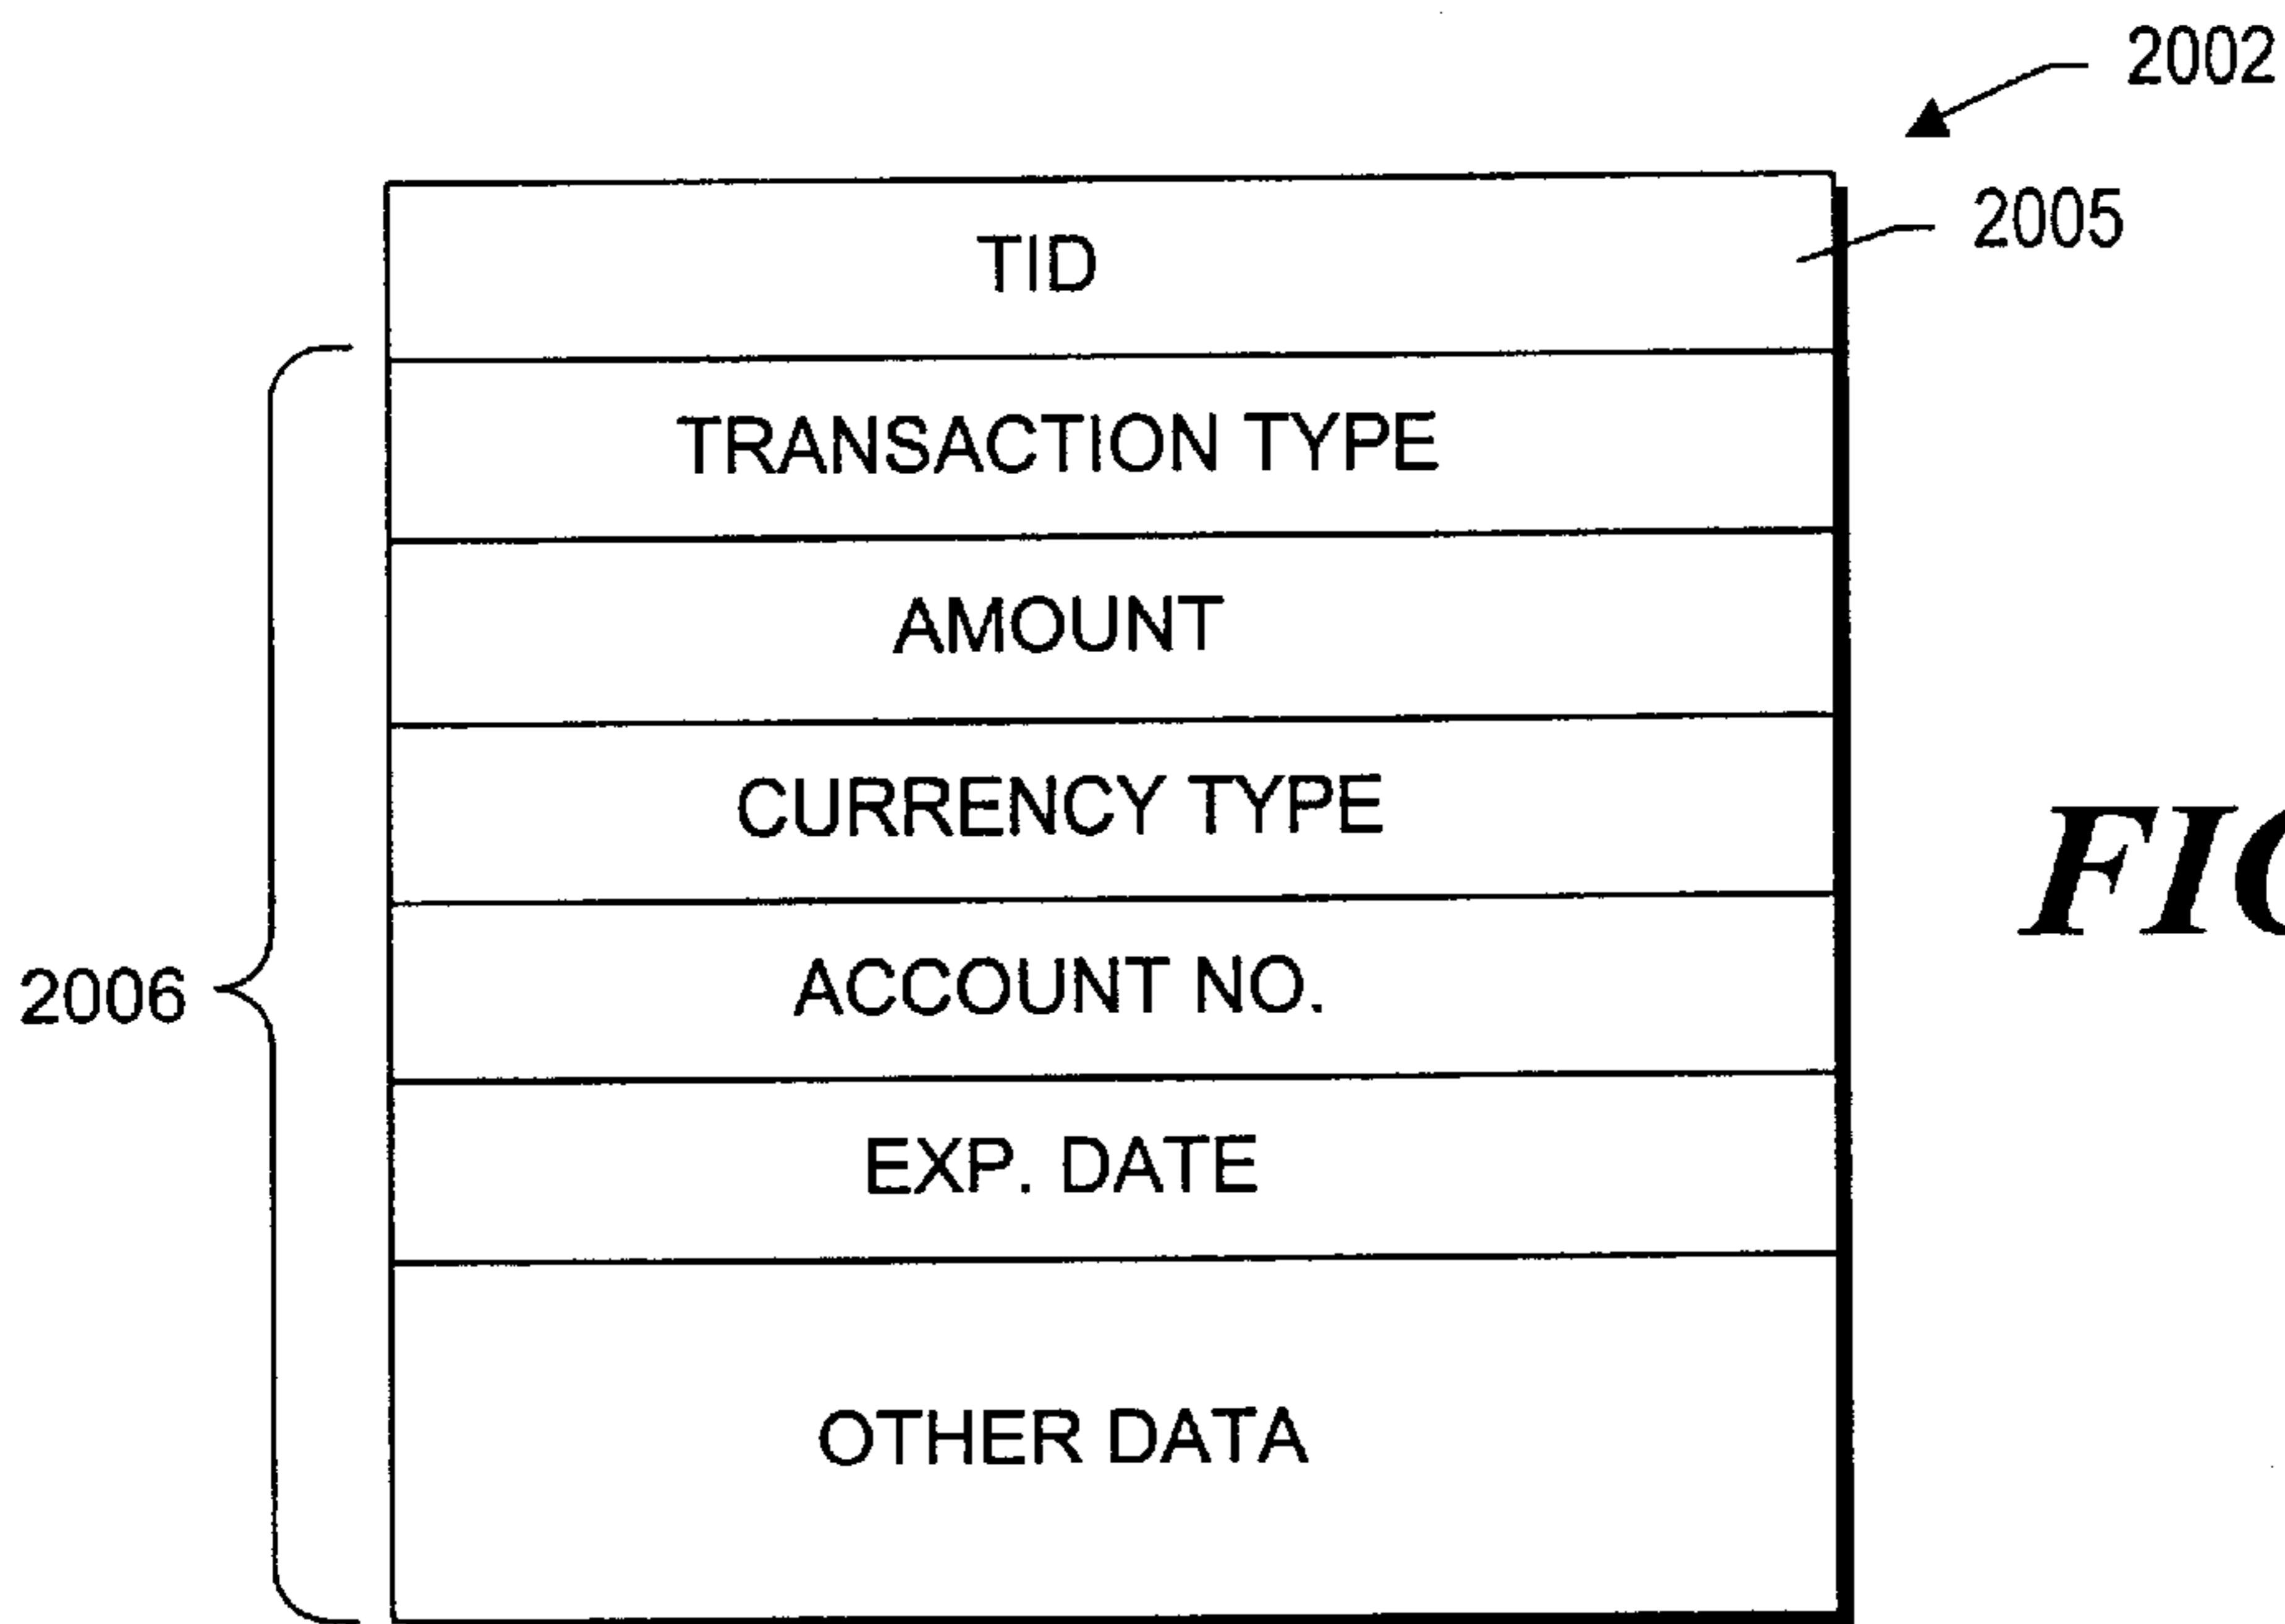 2002
TID
2005
TRANSACTION TYPE
AMOUNT
CURRENCY TYPE
ACCOUNT NO.
2006
EXP. DATE
OTHER DATA